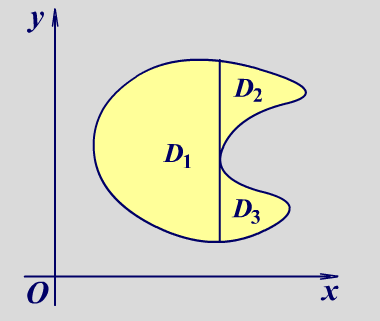 y
D₂
D₁
D₃
O
x